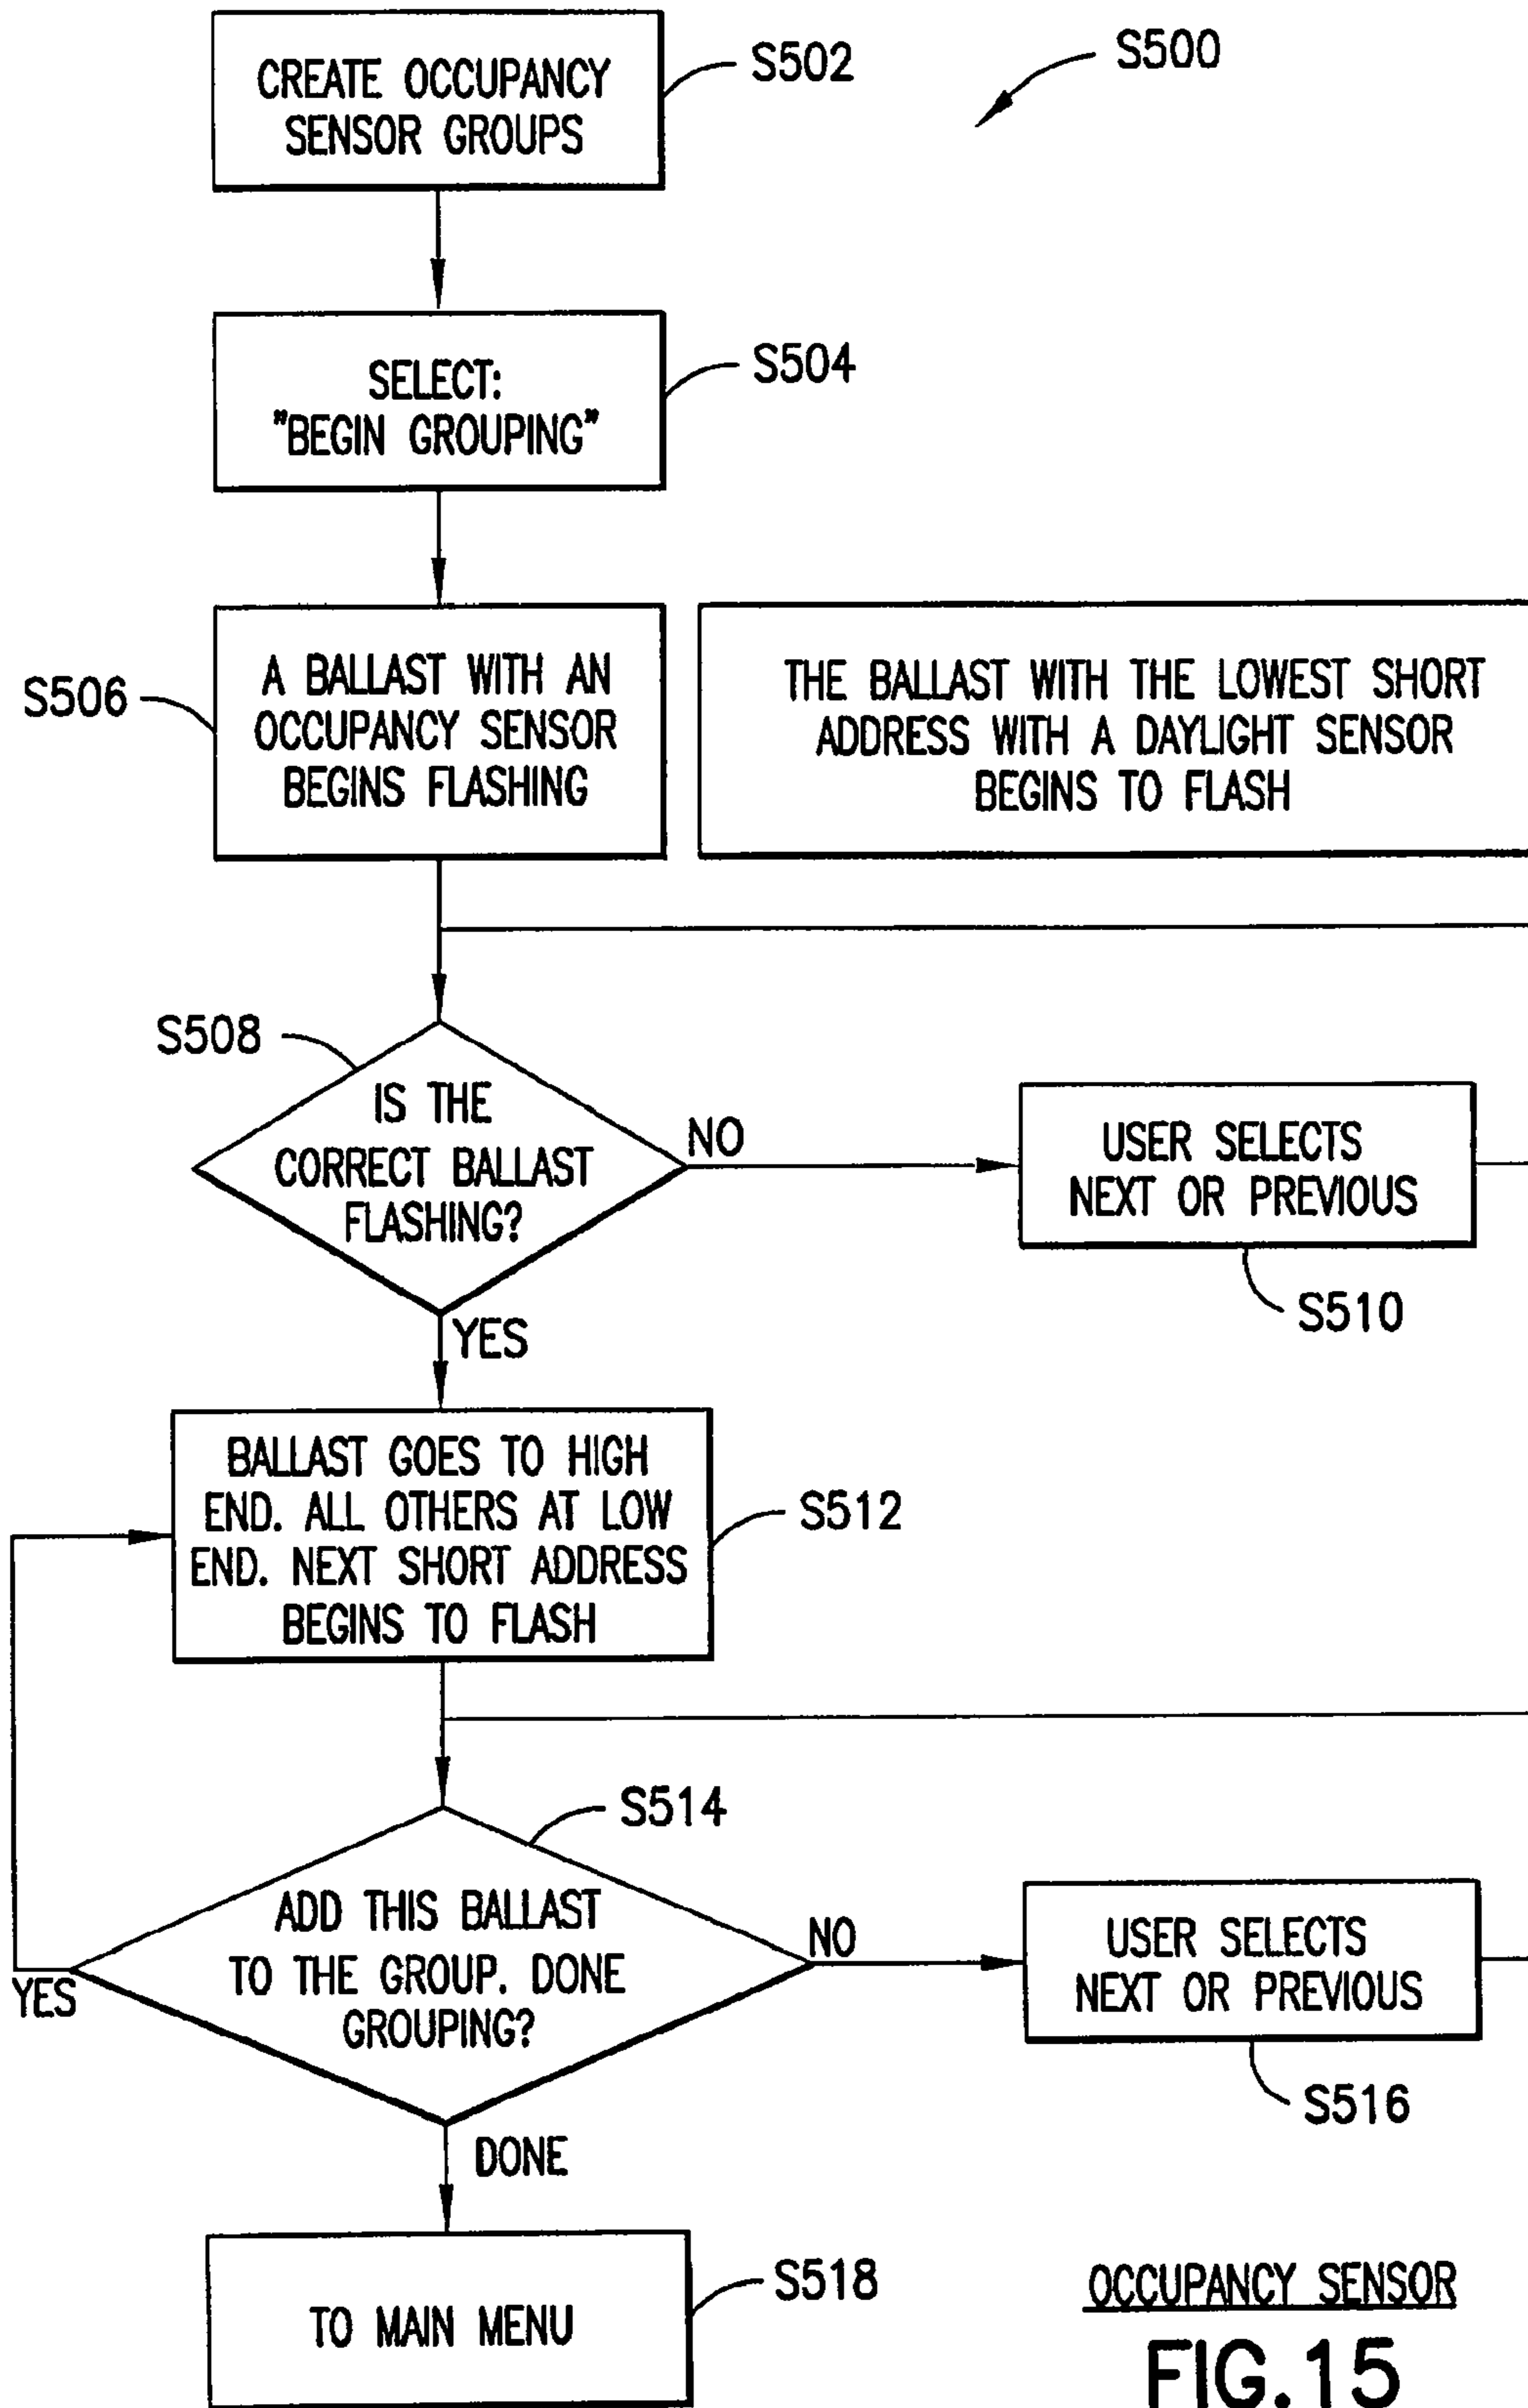 CREATE OCCUPANCY
SENSOR GROUPS
S502
S500
SELECT:
"BEGIN GROUPING"
S504
S506
A BALLAST WITH AN
OCCUPANCY SENSOR
BEGINS FLASHING
THE BALLAST WITH THE LOWEST SHORT
ADDRESS WITH A DAYLIGHT SENSOR
BEGINS TO FLASH
S508
IS THE
CORRECT BALLAST
FLASHING?
NO
USER SELECTS
NEXT OR PREVIOUS
S510
YES
BALLAST GOES TO HIGH
END. ALL OTHERS AT LOW
END. NEXT SHORT ADDRESS
BEGINS TO FLASH
S512
S514
ADD THIS BALLAST
TO THE GROUP. DONE
GROUPING?
YES
NO
USER SELECTS
NEXT OR PREVIOUS
S516
DONE
TO MAIN MENU
S518
OCCUPANCY SENSOR
FIG.15